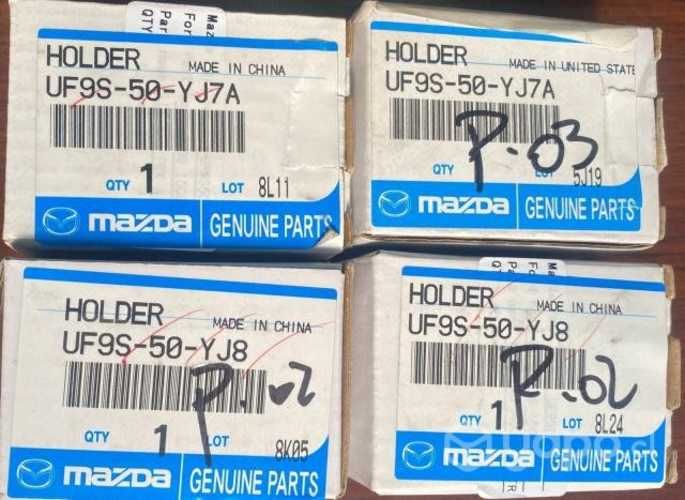 HOLDER
MADE IN CHINA
UF9S-50-YJ7A
QTY 1 LOT 8L11
mazda GENUINE PARTS
HOLDER
MADE IN UNITED STATE
UF9S-50-YJ7A
P.03
LOT 5J19
mazda GENUINE PARTS
HOLDER
MADE IN CHINA
UF9S-50-YJ8
P.02
QTY 1 LOT 8K05
mazda GENUINE PARTS
HOLDER
MADE IN CHINA
UF9S-50-YJ8
P.02
QTY 1 LOT 8L24
mazda GENUINE PARTS
Yapo.cl